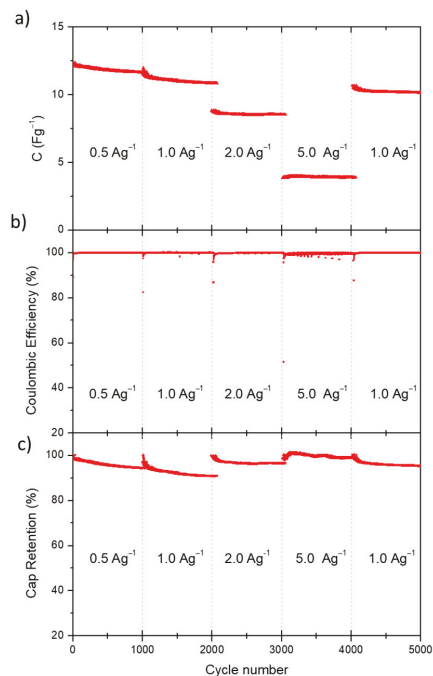 a)
15
10
5
0
C (Fg⁻¹)
0.5 Ag⁻¹ 1.0 Ag⁻¹ 2.0 Ag⁻¹ 5.0 Ag⁻¹ 1.0 Ag⁻¹
b)
100
80
60
40
20
Coulombic Efficiency (%)
0.5 Ag⁻¹ 1.0 Ag⁻¹ 2.0 Ag⁻¹ 5.0 Ag⁻¹ 1.0 Ag⁻¹
c)
100
80
60
40
20
Cap Retention (%)
0.5 Ag⁻¹ 1.0 Ag⁻¹ 2.0 Ag⁻¹ 5.0 Ag⁻¹ 1.0 Ag⁻¹
0 1000 2000 3000 4000 5000
Cycle number